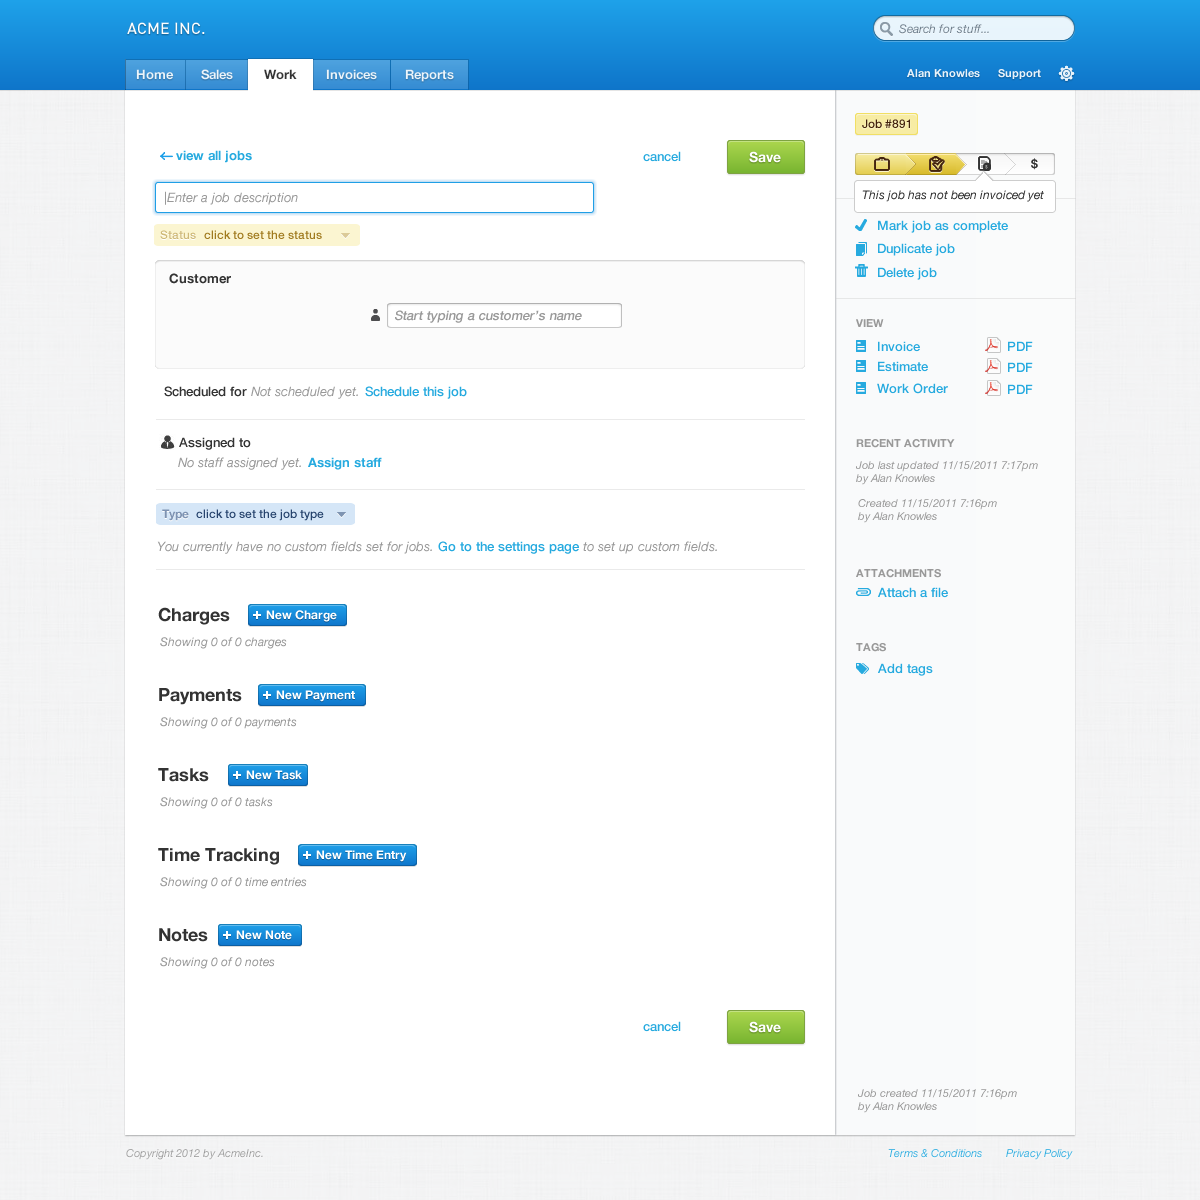 ACME INC.
Search for stuff...
Home Sales Work Invoices Reports
Alan Knowles Support
view all jobs
cancel
Save
Enter a job description
Status click to set the status
Customer
Start typing a customer's name
Scheduled for Not scheduled yet. Schedule this job
Assigned to
No staff assigned yet. Assign staff
Type click to set the job type
You currently have no custom fields set for jobs. Go to the settings page to set up custom fields.
Charges + New Charge
Showing 0 of 0 charges
Payments + New Payment
Showing 0 of 0 payments
Tasks + New Task
Showing 0 of 0 tasks
Time Tracking + New Time Entry
Showing 0 of 0 time entries
Notes + New Note
Showing 0 of 0 notes
cancel
Save
Job #891
$
This job has not been invoiced yet
Mark job as complete
Duplicate job
Delete job
VIEW
Invoice PDF
Estimate PDF
Work Order PDF
RECENT ACTIVITY
Job last updated 11/15/2011 7:17pm
by Alan Knowles
Created 11/15/2011 7:16pm
by Alan Knowles
ATTACHMENTS
Attach a file
TAGS
Add tags
Job created 11/15/2011 7:16pm
by Alan Knowles
Copyright 2012 by AcmeInc.
Terms & Conditions Privacy Policy